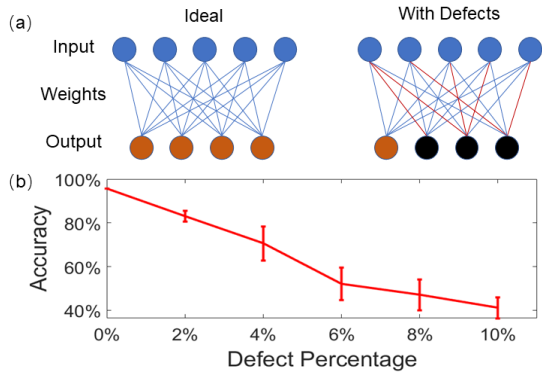 (a)
Ideal
With Defects
Input
Weights
Output
(b)
100%
80%
60%
40%
Accuracy
0%
2%
4%
6%
8%
10%
Defect Percentage